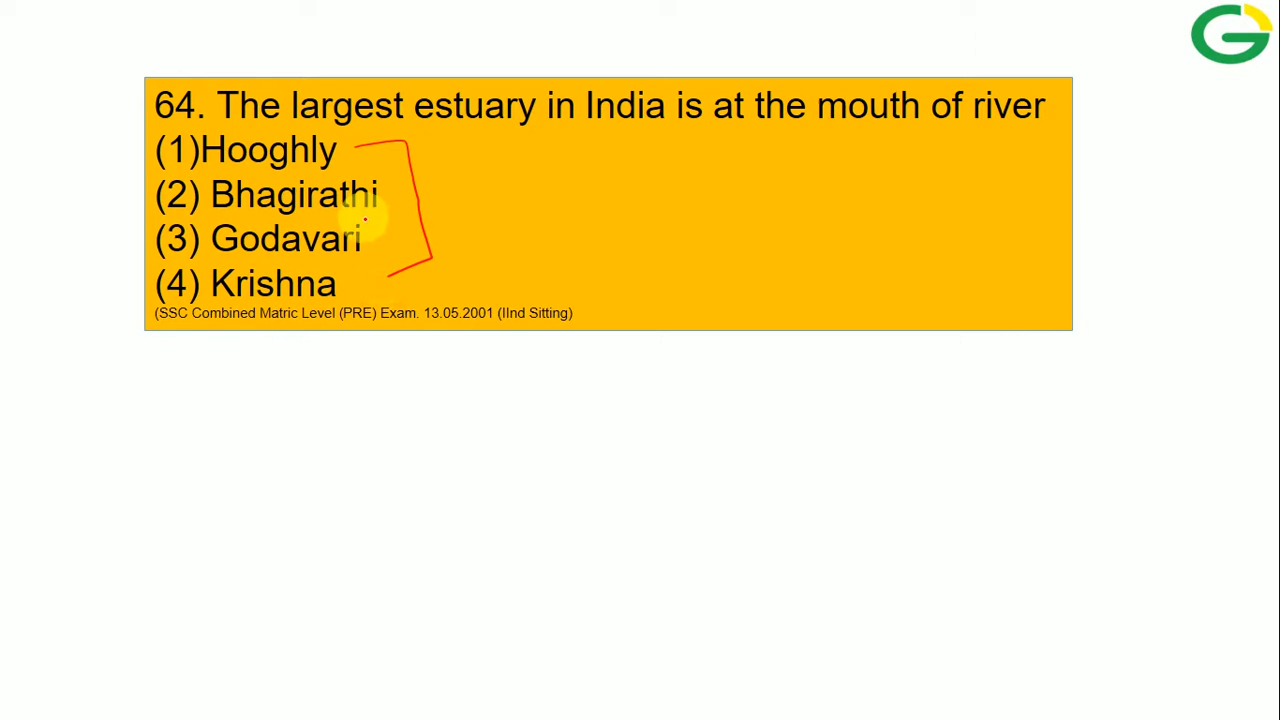 64. The largest estuary in India is at the mouth of river
(1)Hooghly
(2) Bhagirathi
(3) Godavari
(4) Krishna
(SSC Combined Matric Level (PRE) Exam. 13.05.2001 (IInd Sitting)